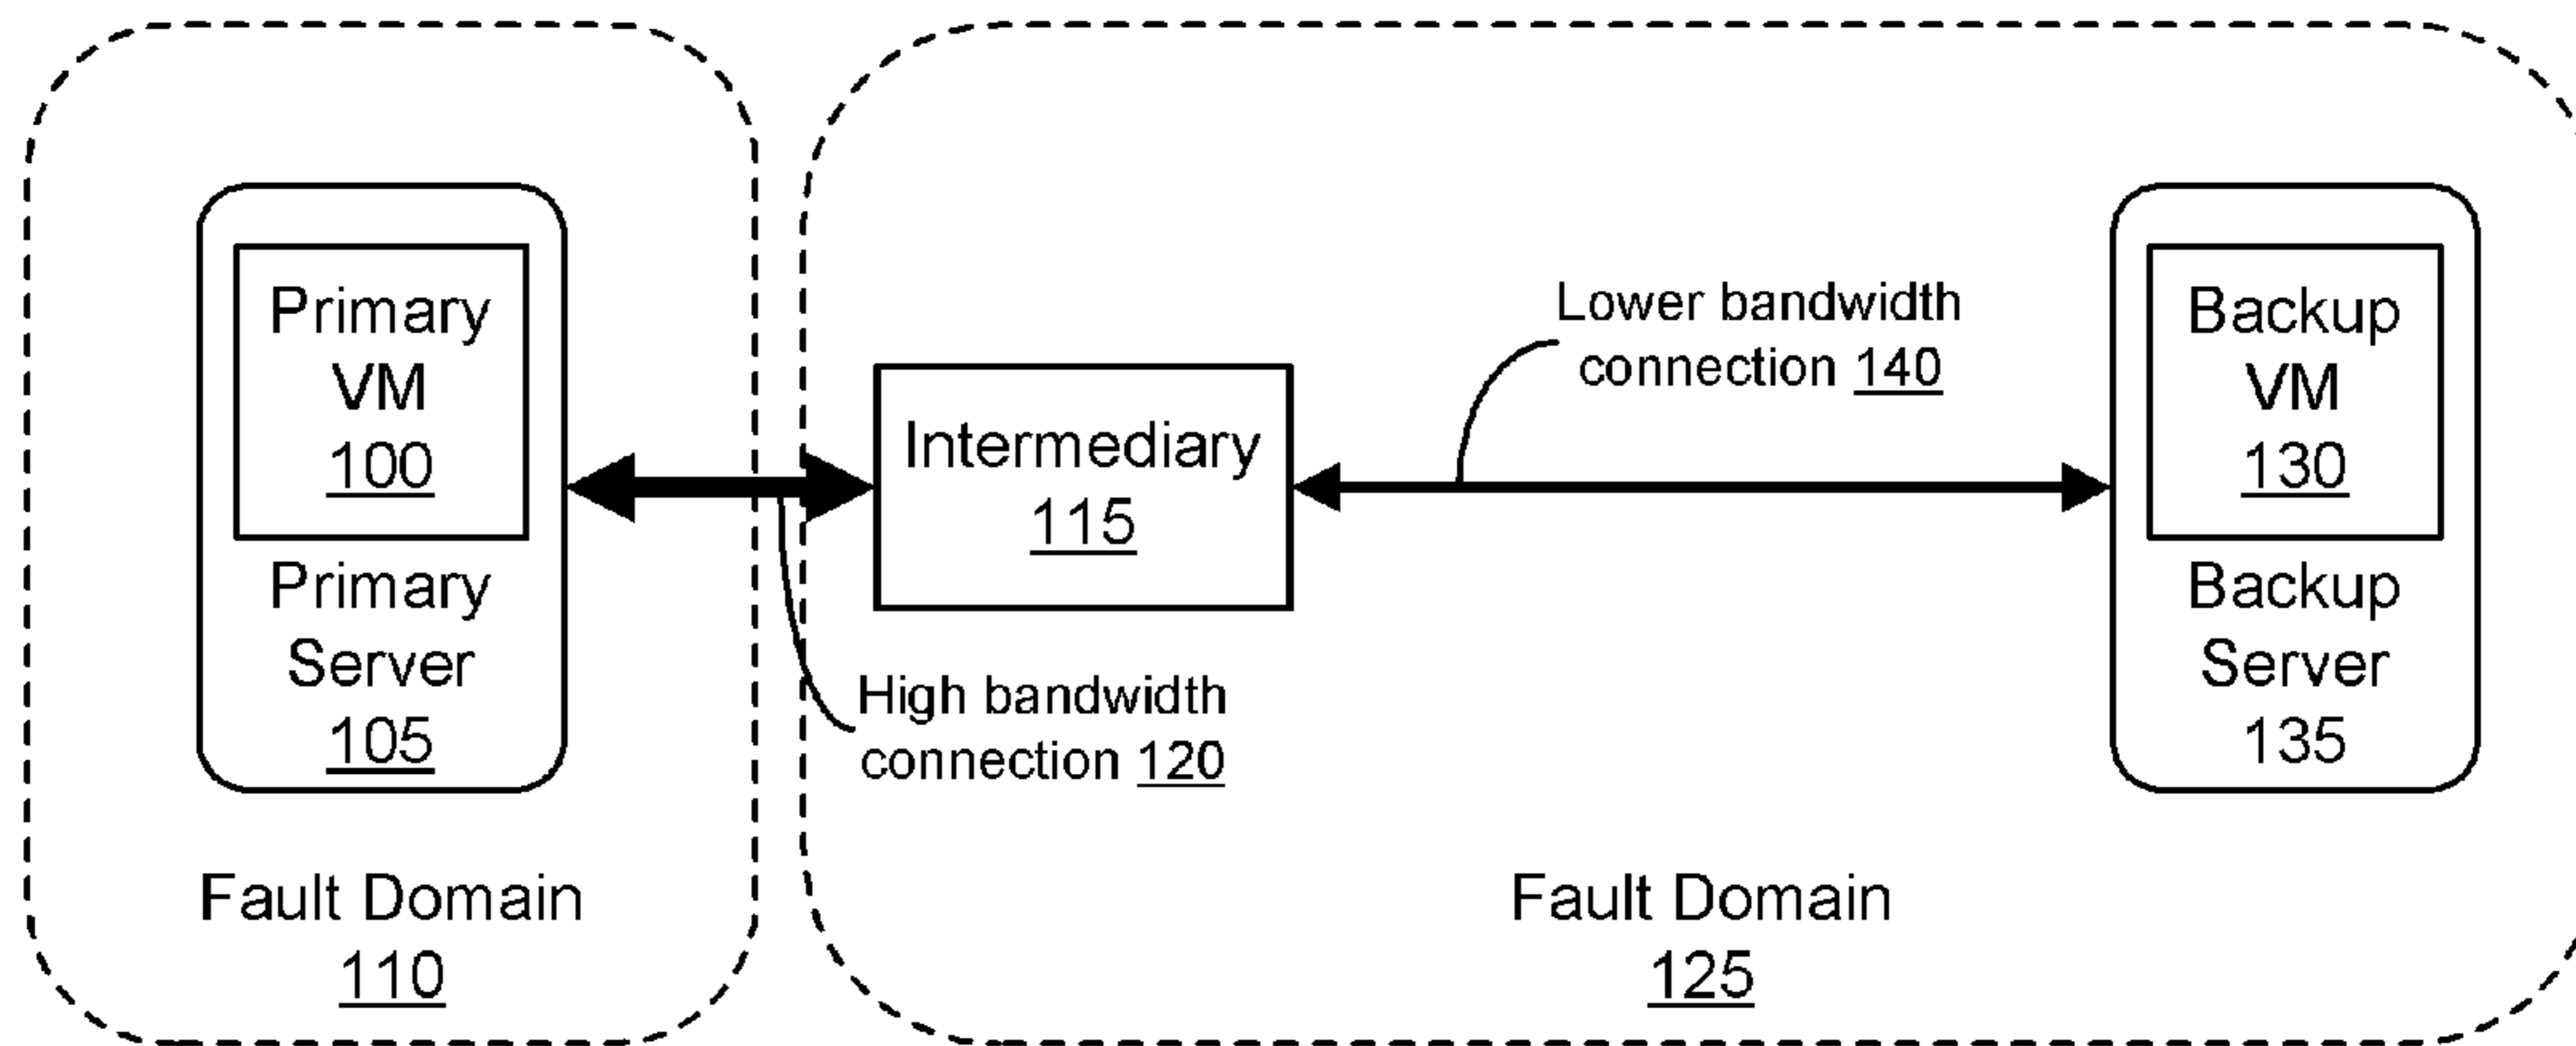 Primary
VM
100
Primary
Server
105
Fault Domain
110
Intermediary
115
High bandwidth
connection 120
Lower bandwidth
connection 140
Backup
VM
130
Backup
Server
135
Fault Domain
125